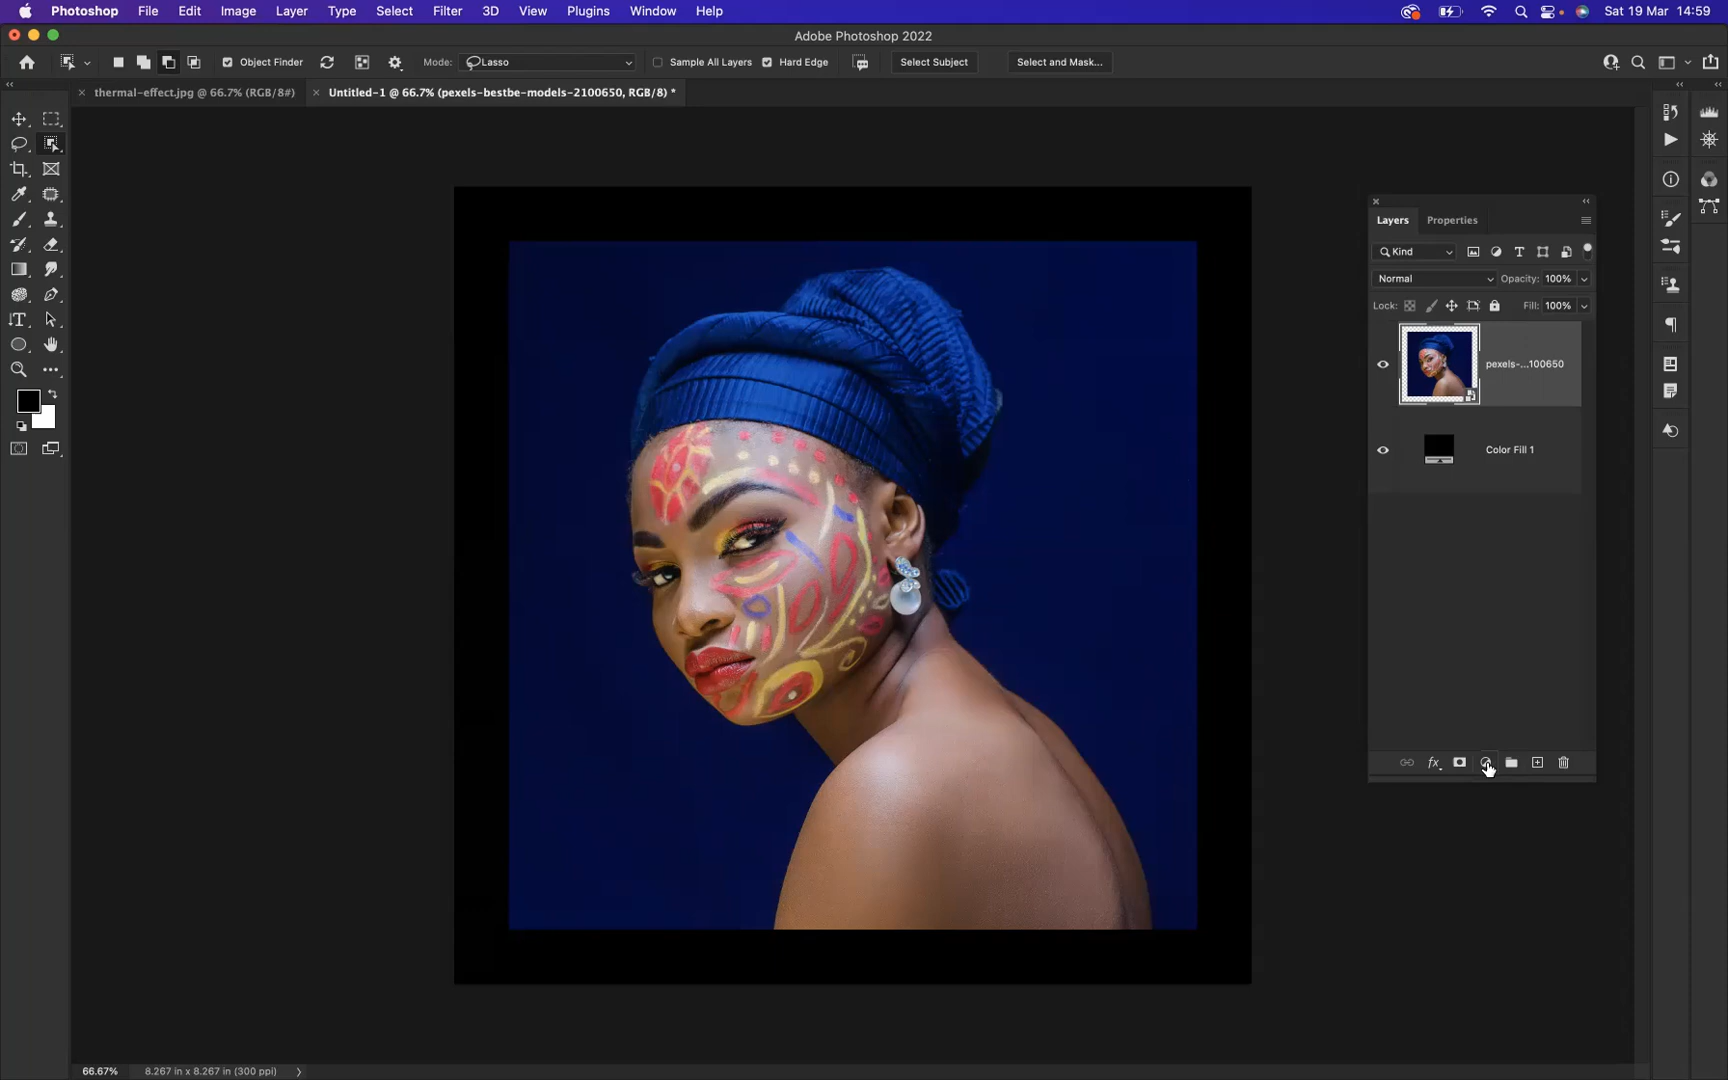 Photoshop File Edit Image Layer Type Select Filter 3D View Plugins Window Help Sat 19 Mar 14:59
Adobe Photoshop 2022
Object Finder Mode: Lasso Sample All Layers Hard Edge Select Subject Select and Mask...
thermal-effect.jpg @ 66.7% (RGB/8#) Untitled-1 @ 66.7% (pexels-bestbe-models-2100650, RGB/8) *
Layers Properties
Kind
Normal Opacity: 100%
Lock: Fill: 100%
pexels-...100650
Color Fill 1
fx
66.67% 8.267 in x 8.267 in (300 ppi)